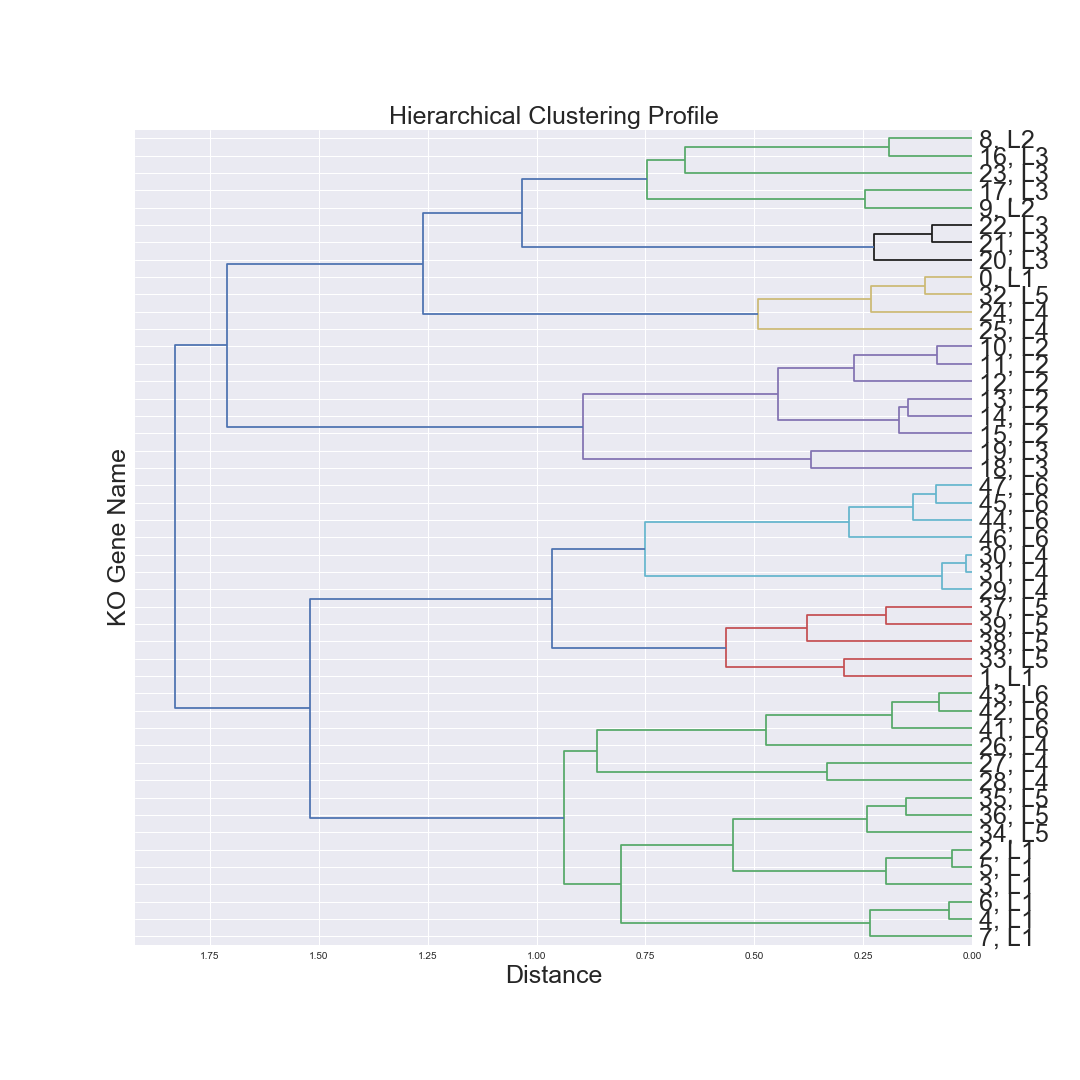 Hierarchical Clustering Profile
8, L2
16, L3
23, L3
17, L3
9, L2
22, L3
21, L3
20, L3
0, L1
32, L5
24, L4
25, L4
10, L2
11, L2
12, L2
13, L2
14, L2
15, L2
19, L3
18, L3
47, L6
45, L6
44, L6
46, L6
30, L4
31, L4
29, L4
37, L5
39, L5
38, L5
33, L5
1, L1
43, L6
42, L6
41, L6
26, L4
27, L4
28, L4
35, L5
36, L5
34, L5
2, L1
5, L1
3, L1
6, L1
4, L1
7, L1
KO Gene Name
1.75 1.50 1.25 1.00 0.75 0.50 0.25 0.00
Distance